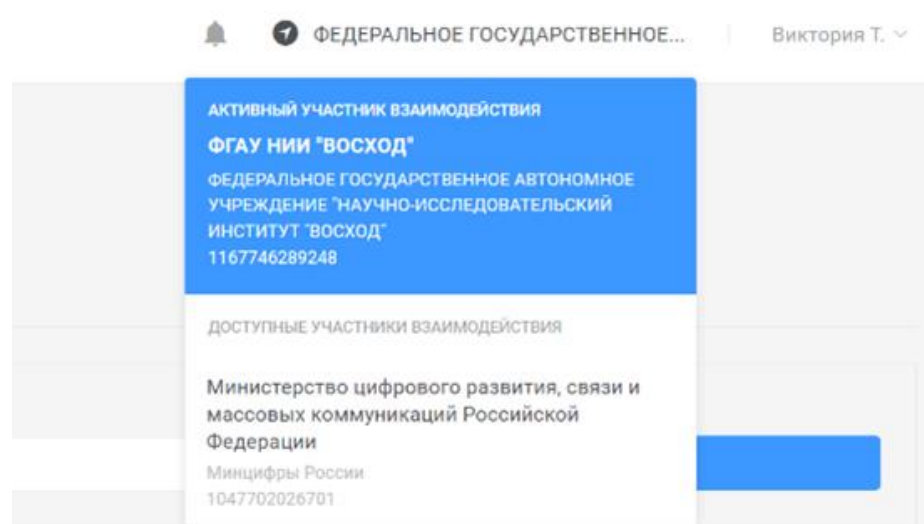 ФЕДЕРАЛЬНОЕ ГОСУДАРСТВЕННОЕ...
Виктория Т.
АКТИВНЫЙ УЧАСТНИК ВЗАИМОДЕЙСТВИЯ
ФГАУ НИИ "ВОСХОД"
ФЕДЕРАЛЬНОЕ ГОСУДАРСТВЕННОЕ АВТОНОМНОЕ
УЧРЕЖДЕНИЕ "НАУЧНО-ИССЛЕДОВАТЕЛЬСКИЙ
ИНСТИТУТ "ВОСХОД"
1167746289248
ДОСТУПНЫЕ УЧАСТНИКИ ВЗАИМОДЕЙСТВИЯ
Министерство цифрового развития, связи и
массовых коммуникаций Российской
Федерации
Минцифры России
1047702026701